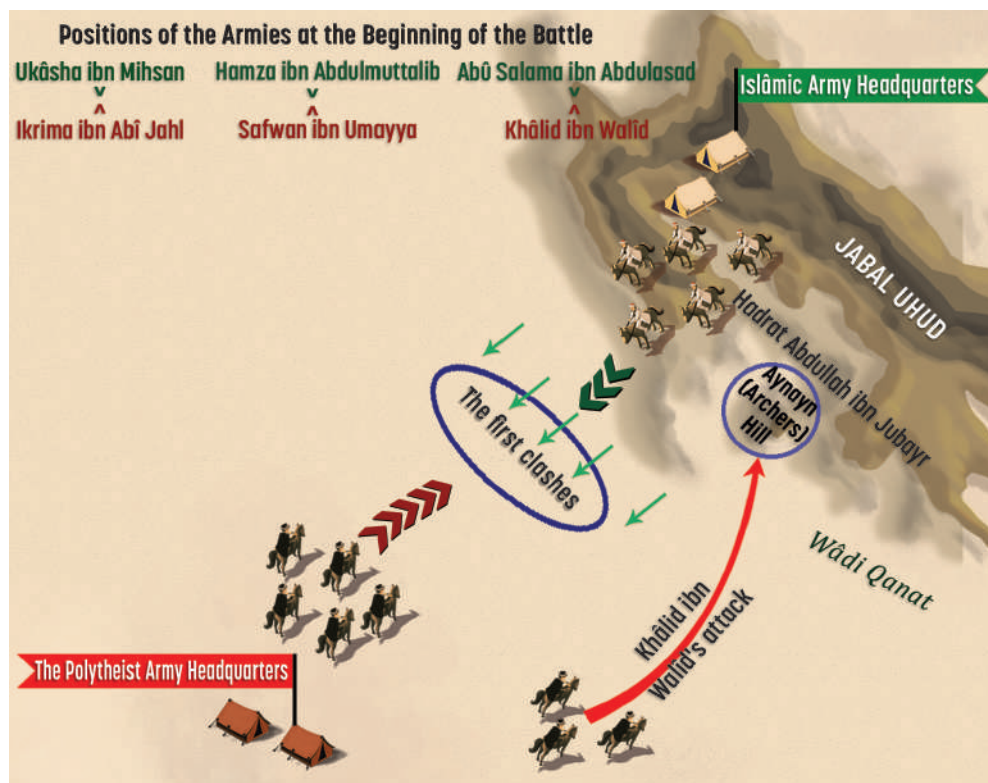 Positions of the Armies at the Beginning of the Battle
Ukâsha ibn Mihsan
Hamza ibn Abdulmuttalib
Abû Salama ibn Abdulasad
Ikrima ibn Abî Jahl
Safwan ibn Umayya
Khâlid ibn Walîd
Islâmic Army Headquarters
JABAL UHUD
Hadrat Abdullah ibn Jubayr
Aynayn
(Archers)
Hill
The first clashes
Wâdi Qanat
Khâlid ibn
Walid's attack
The Polytheist Army Headquarters